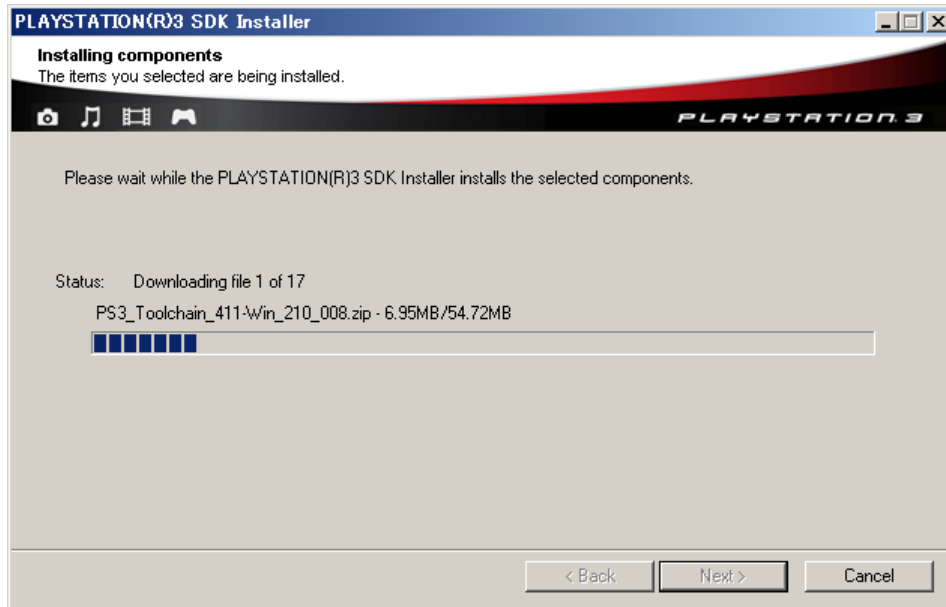 PLAYSTATION(R)3 SDK Installer
Installing components
The items you selected are being installed.
PLAYSTATION 3
Please wait while the PLAYSTATION(R)3 SDK Installer installs the selected components.
Status: Downloading file 1 of 17
PS3_Toolchain_411-Win_210_008.zip - 6.95MB/54.72MB
< Back Next > Cancel